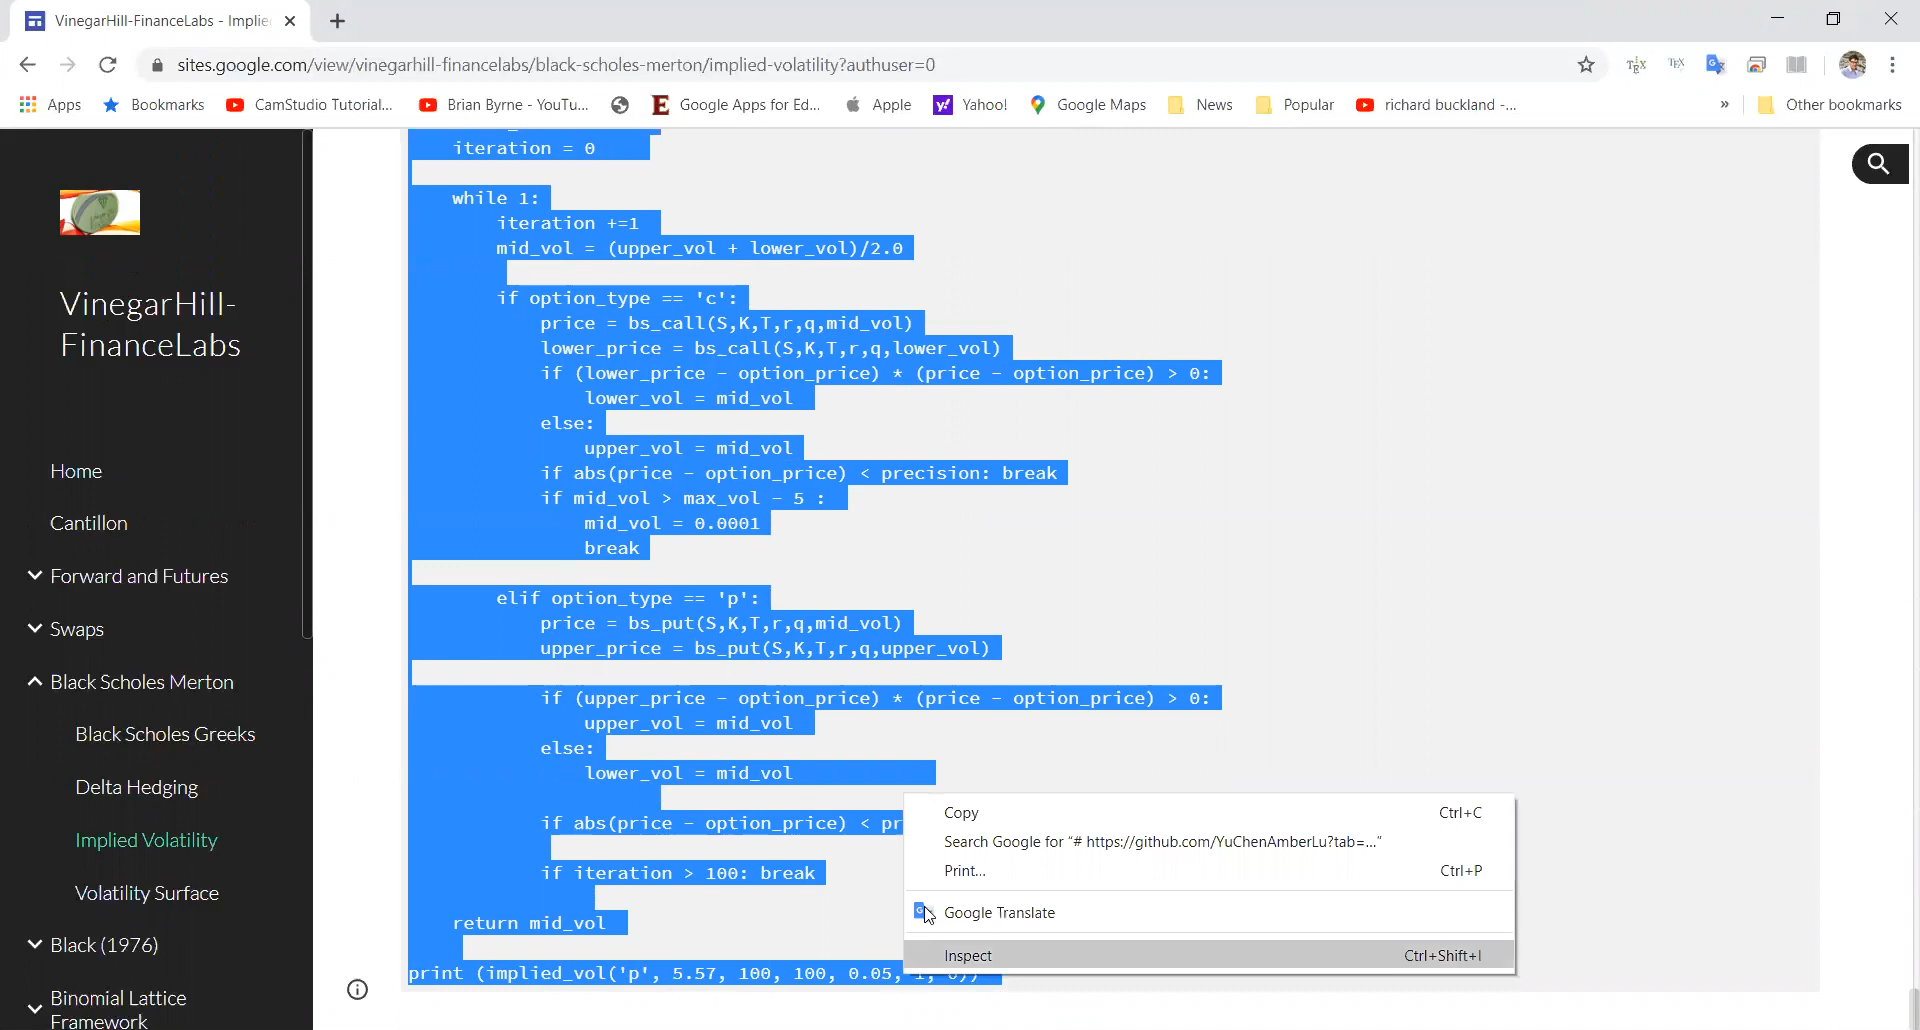 VinegarHill-FinanceLabs - Implie
sites.google.com/view/vinegarhill-financelabs/black-scholes-merton/implied-volatility?authuser=0
Apps
Bookmarks
CamStudio Tutorial...
Brian Byrne - YouTu...
Google Apps for Ed...
Apple
Yahoo!
Google Maps
News
Popular
richard buckland -...
»
Other bookmarks
VinegarHill-
FinanceLabs
Home
Cantillon
Forward and Futures
Swaps
Black Scholes Merton
Black Scholes Greeks
Delta Hedging
Implied Volatility
Volatility Surface
Black (1976)
Binomial Lattice
Framework
iteration = 0
while 1:
iteration +=1
mid_vol = (upper_vol + lower_vol)/2.0
if option_type == 'c':
price = bs_call(S,K,T,r,q,mid_vol)
lower_price = bs_call(S,K,T,r,q,lower_vol)
if (lower_price - option_price) * (price - option_price) > 0:
lower_vol = mid_vol
else:
upper_vol = mid_vol
if abs(price - option_price) < precision: break
if mid_vol > max_vol - 5 :
mid_vol = 0.0001
break
elif option_type == 'p':
price = bs_put(S,K,T,r,q,mid_vol)
upper_price = bs_put(S,K,T,r,q,upper_vol)
if (upper_price - option_price) * (price - option_price) > 0:
upper_vol = mid_vol
else:
lower_vol = mid_vol
if abs(price - option_price) < pr
if iteration > 100: break
return mid_vol
print (implied_vol('p', 5.57, 100, 100, 0.05, 1, 0))
Copy Ctrl+C
Search Google for “# https://github.com/YuChenAmberLu?tab=...”
Print... Ctrl+P
Google Translate
Inspect Ctrl+Shift+I